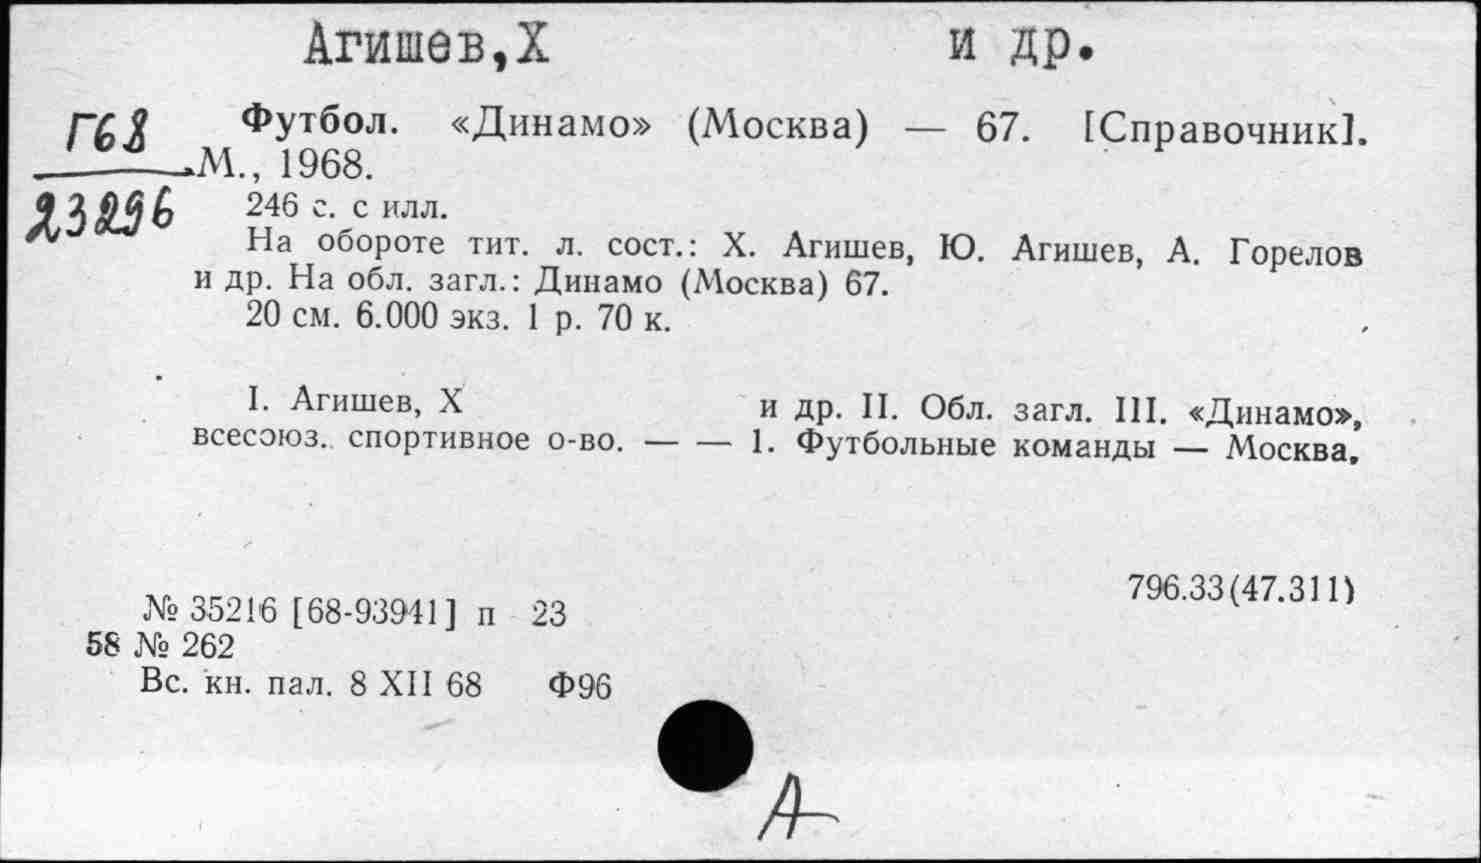 Агишев,Х и др.
Г68
23296
Футбол. «Динамо» (Москва) — 67. [Справочник].
М., 1968.
246 с. с илл.
На обороте тит. л. сост.: Х. Агишев, Ю. Агишев, А. Горелов
и др. На обл. загл.: Динамо (Москва) 67.
20 см. 6.000 экз. 1 р. 70 к.
I. Агишев, Х и др. II. Обл. загл. III. «Динамо»,
всесоюз. спортивное о-во. — — 1. Футбольные команды — Москва.
796.33(47.311)
№ 35216 [68-93941] п 23
58 № 262
Вс. кн. пал. 8 XII 68 Ф96
А